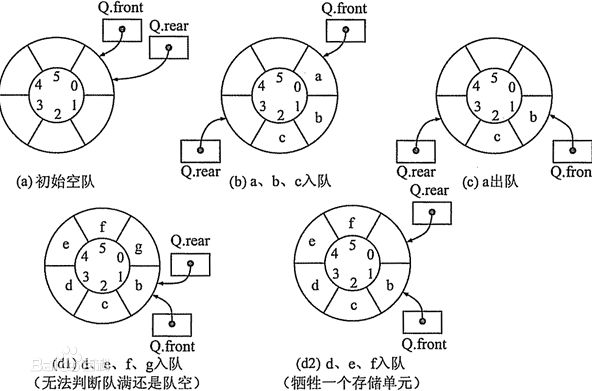 Q.front
Q.rear
4 5 0
3 2 1
(a) 初始空队
Q.front
a
4 5 0
3 2 1
b
c
Q.rear
(b) a、b、c入队
4 5 0
3 2 1
b
c
Q.rear
Q.front
(c) a出队
f
e
g
4 5 0
3 2 1
d
b
c
Q.rear
Q.front
(d1) d、e、f、g入队
(无法判断队满还是队空)
Q.rear
f
e
4 5 0
3 2 1
d
b
c
Q.front
(d2) d、e、f入队
(牺牲一个存储单元)